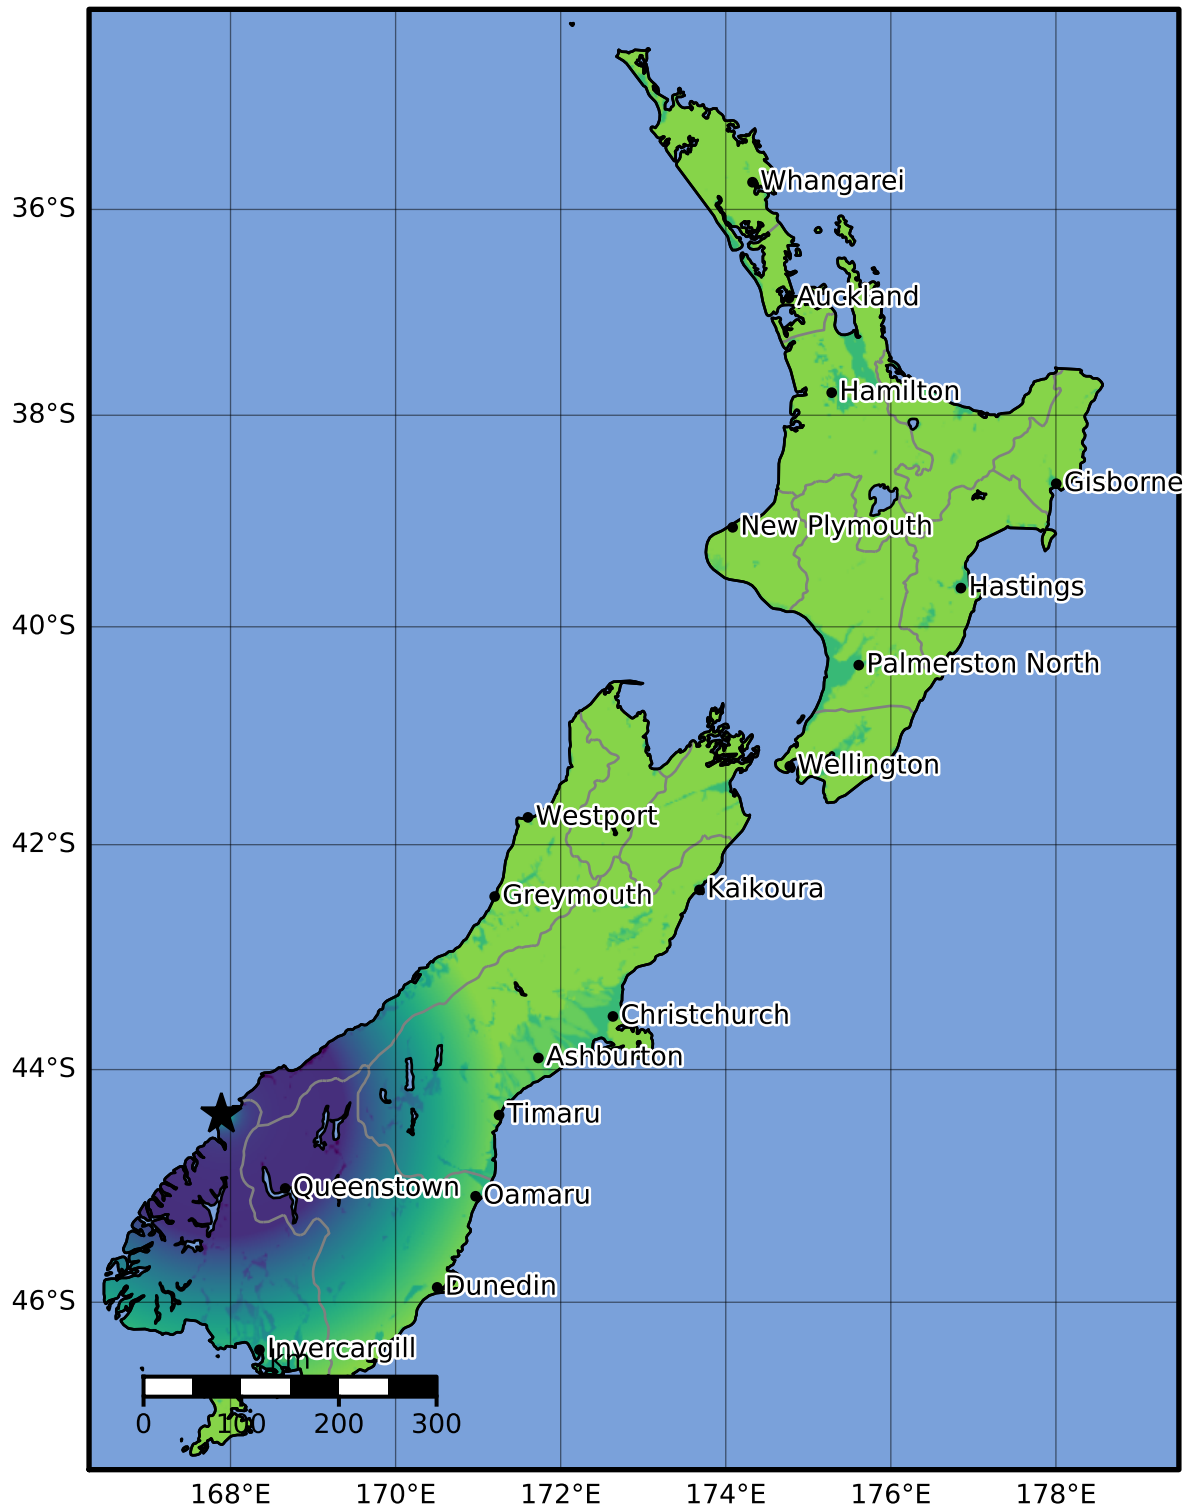 Whangarei
36°S
Auckland
Hamilton
38°S
Gisborne
New Plymouth
Hastings
40°S
Palmerston North
Wellington
Westport
42°S
Kaikoura
Greymouth
Christchurch
Ashburton
44°S
Timaru
Queenstown
Oamaru
Dunedin
46°S
Invercargill
km
0 100 200 300
168°E 170°E 172°E 174°E 176°E 178°E